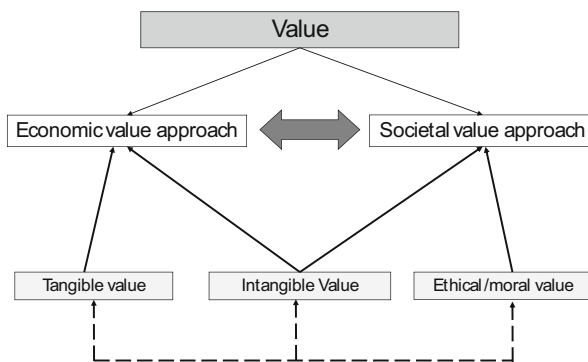 Value
Economic value approach
Societal value approach
Tangible value
Intangible Value
Ethical/moral value